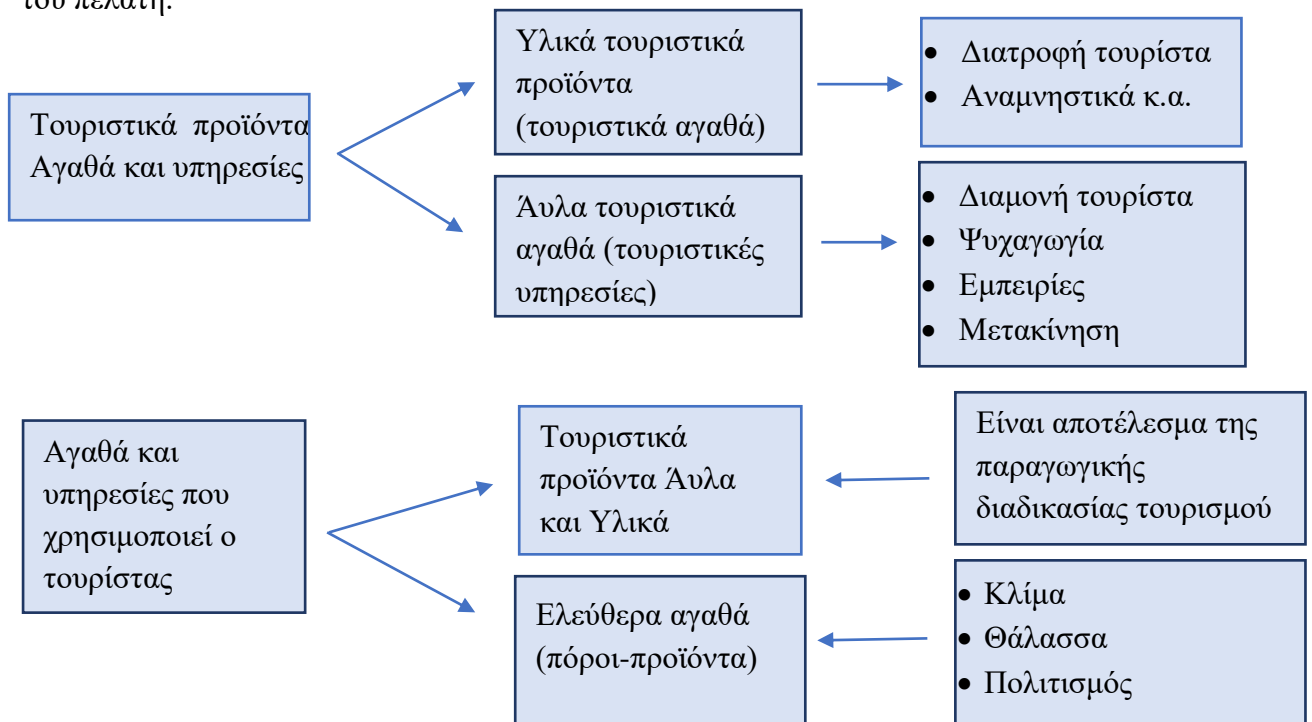 του πελάτη.
Τουριστικά προϊόντα
Αγαθά και υπηρεσίες
Υλικά τουριστικά
προϊόντα
(τουριστικά αγαθά)
• Διατροφή τουρίστα
• Αναμνηστικά κ.α.
Άυλα τουριστικά
αγαθά (τουριστικές
υπηρεσίες)
• Διαμονή τουρίστα
• Ψυχαγωγία
• Εμπειρίες
• Μετακίνηση
Αγαθά και
υπηρεσίες που
χρησιμοποιεί ο
τουρίστας
Τουριστικά
προϊόντα Άυλα
και Υλικά
Είναι αποτέλεσμα της
παραγωγικής
διαδικασίας τουρισμού
Ελεύθερα αγαθά
(πόροι-προϊόντα)
• Κλίμα
• Θάλασσα
• Πολιτισμός